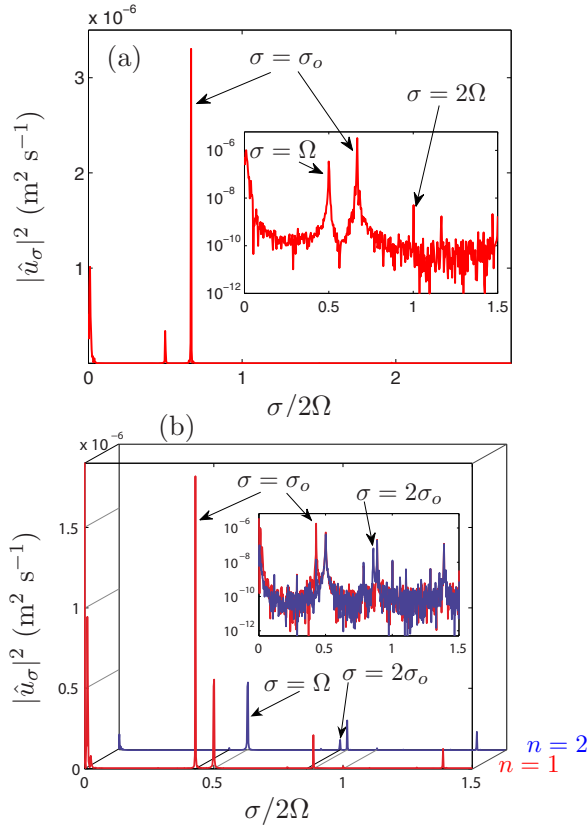 x 10⁻⁶
(a)
σ = σₒ
3
σ = 2Ω
|û_σ|² (m² s⁻¹)
2
10⁻⁶
σ = Ω
10⁻⁸
10⁻¹⁰
1
10⁻¹²
0 0.5 1 1.5
0 1 2
σ/2Ω
(b)
x 10⁻⁶
σ = σₒ
σ = 2σₒ
1.5
10⁻⁶
10⁻⁸
10⁻¹⁰
10⁻¹²
0 0.5 1 1.5
|û_σ|² (m² s⁻¹)
1
σ = Ω
σ = 2σₒ
0.5
n = 2
0
n = 1
0 0.5 1 1.5
σ/2Ω